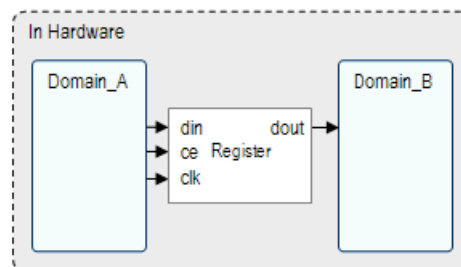 In Hardware
Domain_A
Domain_B
din dout
ce Register
clk